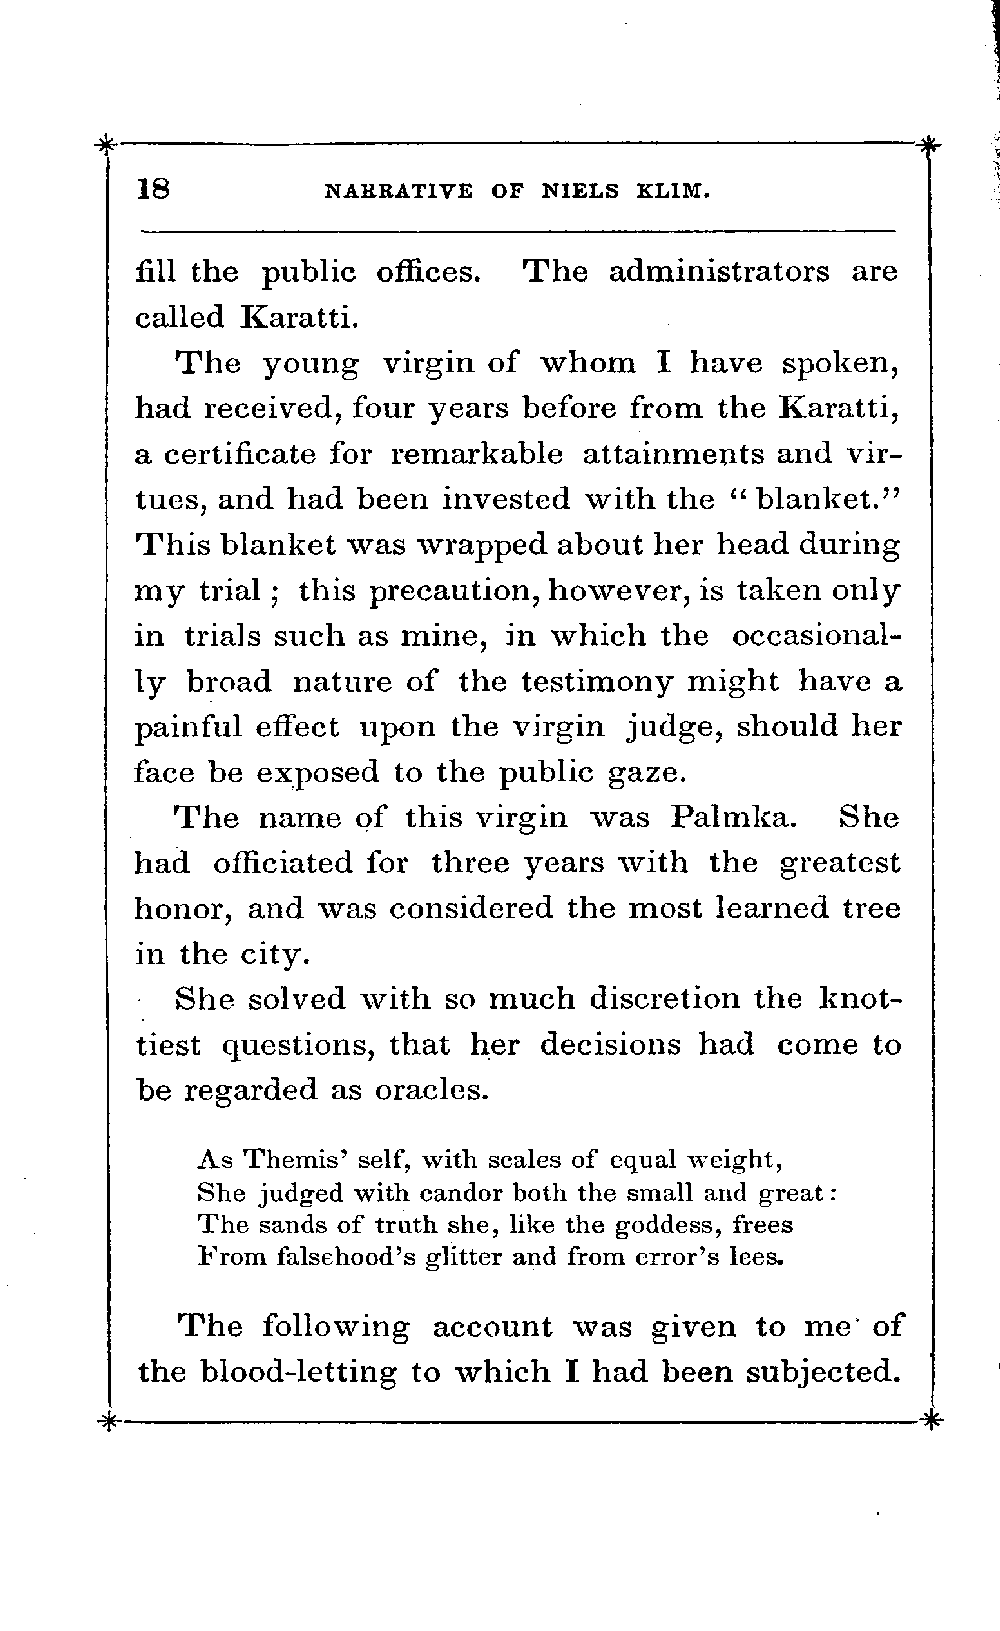 18 NARRATIVE OF NIELS KLIM.
fill the public offices. The administrators are
called Karatti.
The young virgin of whom I have spoken,
had received, four years before from the Karatti,
a certificate for remarkable attainments and vir-
tues, and had been invested with the “ blanket.”
This blanket was wrapped about her head during
my trial ; this precaution, however, is taken only
in trials such as mine, in which the occasional-
ly broad nature of the testimony might have a
painful effect upon the virgin judge, should her
face be exposed to the public gaze.
The name of this virgin was Palmka. She
had officiated for three years with the greatest
honor, and was considered the most learned tree
in the city.
She solved with so much discretion the knot-
tiest questions, that her decisions had come to
be regarded as oracles.
As Themis’ self, with scales of equal weight,
She judged with candor both the small and great :
The sands of truth she, like the goddess, frees
From falsehood’s glitter and from error’s lees.
The following account was given to me of
the blood-letting to which I had been subjected.